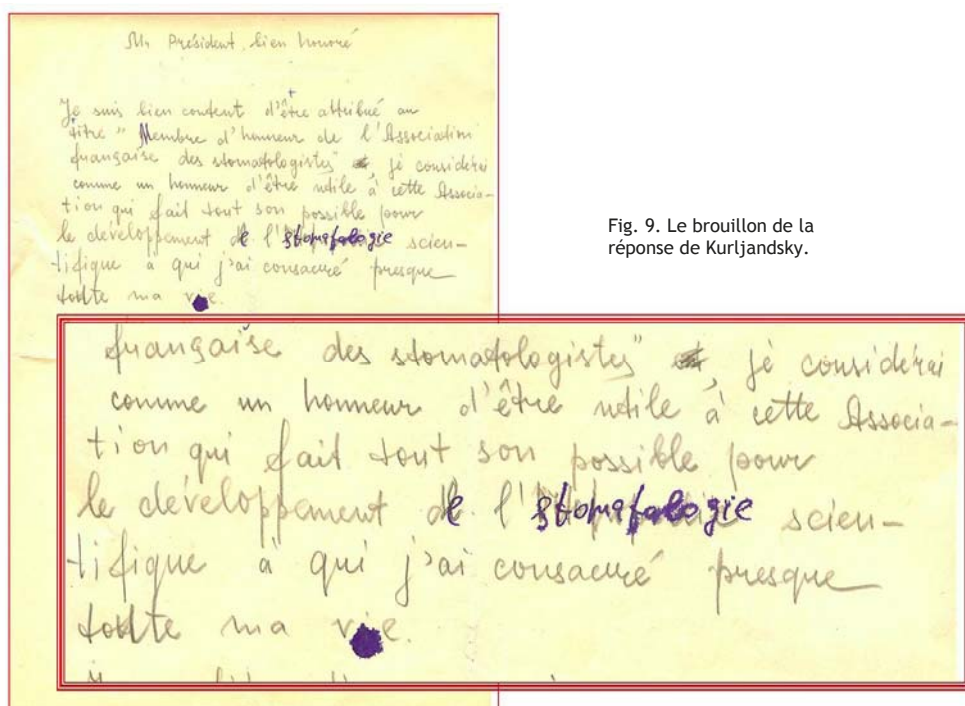 Mr Président bien honoré
Je suis bien content d'être attribué au
titre " Membre d'honneur de l'Association
française des stomatologistes" je considérai
comme un honneur d'être utile à cette Associa-
tion qui fait tout son possible pour
le développement de l'stomatologie scien-
tifique à qui j'ai consacré presque
toute ma vie.
Fig. 9. Le brouillon de la
réponse de Kurljandsky.
française des stomatologistes", jè considérai
comme un honneur d'être utile à cette Associa-
tion qui fait tout son possible pour
le développement de l'stomatologie scien-
tifique à qui j'ai consacré presque
toute ma vie.